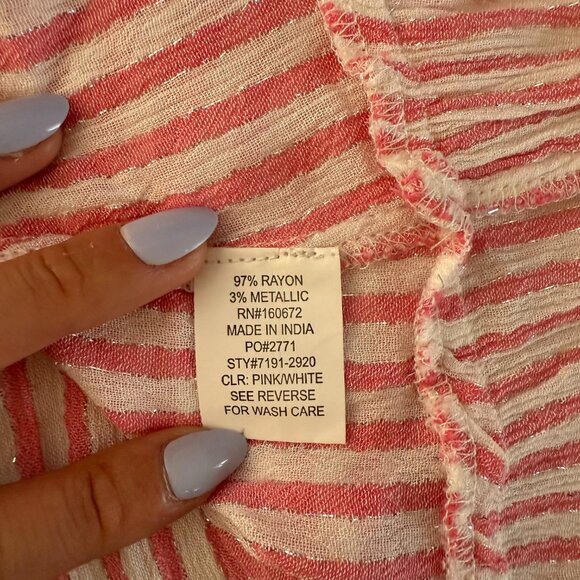 97% RAYON
3% METALLIC
RN#160672
MADE IN INDIA
PO#2771
STY#7191-2920
CLR: PINK/WHITE
SEE REVERSE
FOR WASH CARE